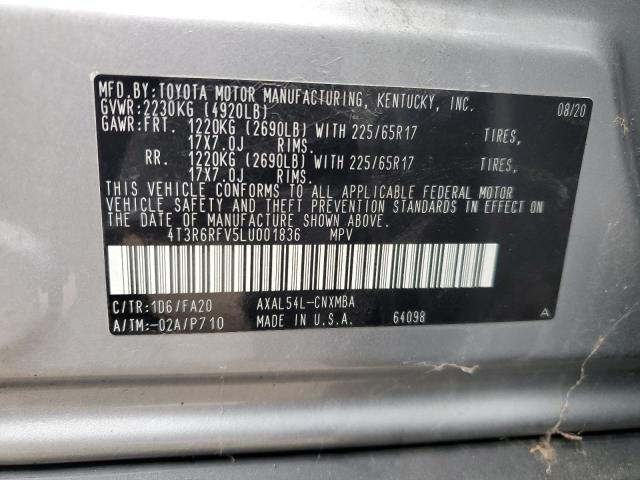 MFD.BY:TOYOTA MOTOR MANUFACTURING, KENTUCKY, INC. 08/20
GVWR:2230KG (4920LB)
GAWR:FRT. 1220KG (2690LB) WITH 225/65R17 TIRES,
17X7.0J RIMS.
RR. 1220KG (2690LB) WITH 225/65R17 TIRES,
17X7.0J RIMS.
THIS VEHICLE CONFORMS TO ALL APPLICABLE FEDERAL MOTOR
VEHICLE SAFETY AND THEFT PREVENTION STANDARDS IN EFFECT ON
THE DATE OF MANUFACTURE SHOWN ABOVE.
4T3R6RFV5LU001836 MPV
C/TR:1D6/FA20 AXAL54L-CNXMBA A
A/TM:-02A/P710 MADE IN U.S.A. 64098